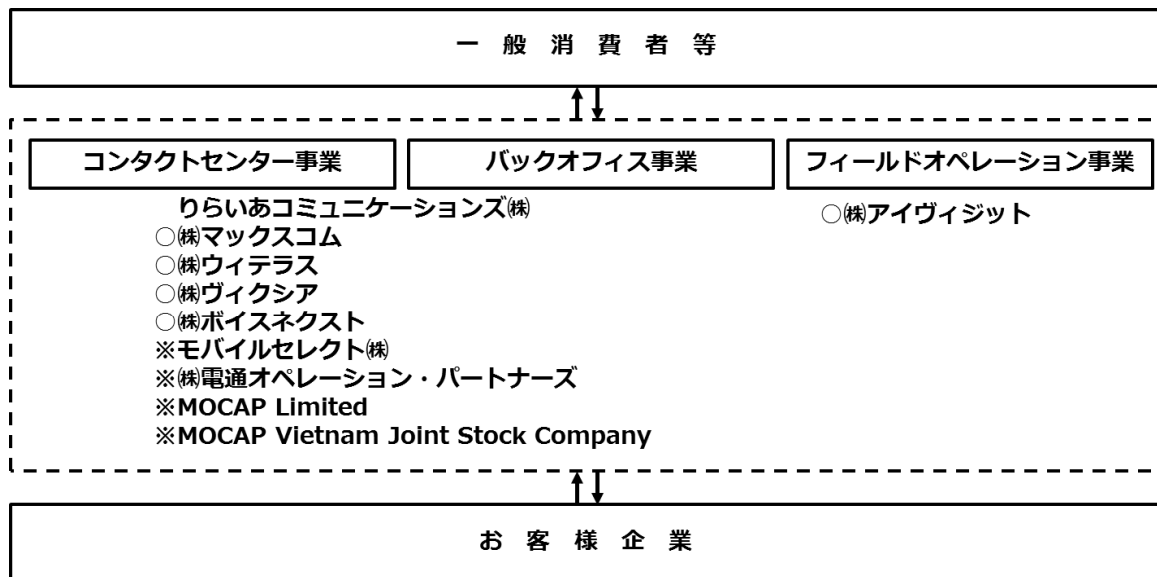 一 般 消 費 者 等
コンタクトセンター事業 バックオフィス事業 フィールドオペレーション事業
りらいあコミュニケーションズ㈱
○㈱マックスコム
○㈱ウィテラス
○㈱ヴィクシア
○㈱ボイスネクスト
※モバイルセレクト㈱
※㈱電通オペレーション・パートナーズ
※MOCAP Limited
※MOCAP Vietnam Joint Stock Company
○㈱アイヴィジット
お 客 様 企 業